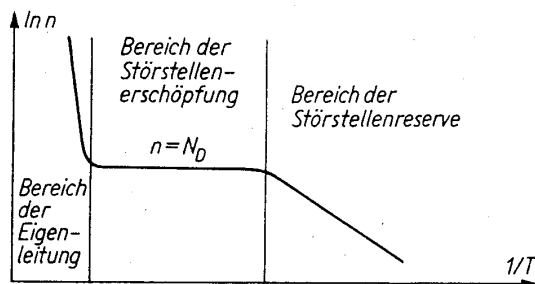 ln n
Bereich der
Störstellen-
erschöpfung
Bereich der
Störstellenreserve
n = N_D
Bereich
der
Eigen-
leitung
1/T